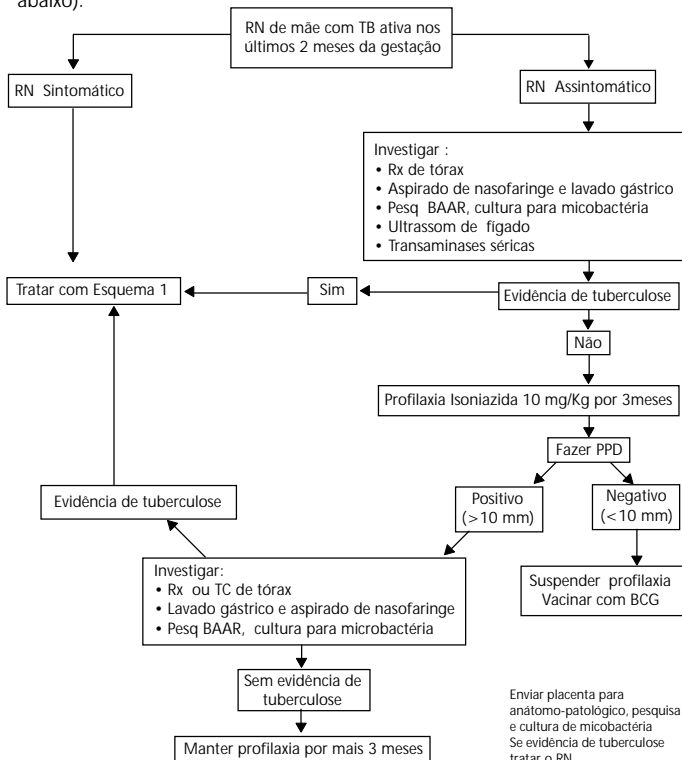 abaixo).
RN de mãe com TB ativa nos
últimos 2 meses da gestação
RN Sintomático
RN Assintomático
Investigar :
• Rx de tórax
• Aspirado de nasofaringe e lavado gástrico
• Pesq BAAR, cultura para micobactéria
• Ultrassom de fígado
• Transaminases séricas
Tratar com Esquema 1
Sim
Evidência de tuberculose
Não
Profilaxia Isoniazida 10 mg/Kg por 3meses
Fazer PPD
Evidência de tuberculose
Positivo
(>10 mm)
Negativo
(<10 mm)
Investigar:
• Rx ou TC de tórax
• Lavado gástrico e aspirado de nasofaringe
• Pesq BAAR, cultura para microbactéria
Suspender profilaxia
Vacinar com BCG
Sem evidência de
tuberculose
Manter profilaxia por mais 3 meses
Enviar placenta para
anátomo-patológico, pesquisa
e cultura de micobactéria
Se evidência de tuberculose
tratar o RN